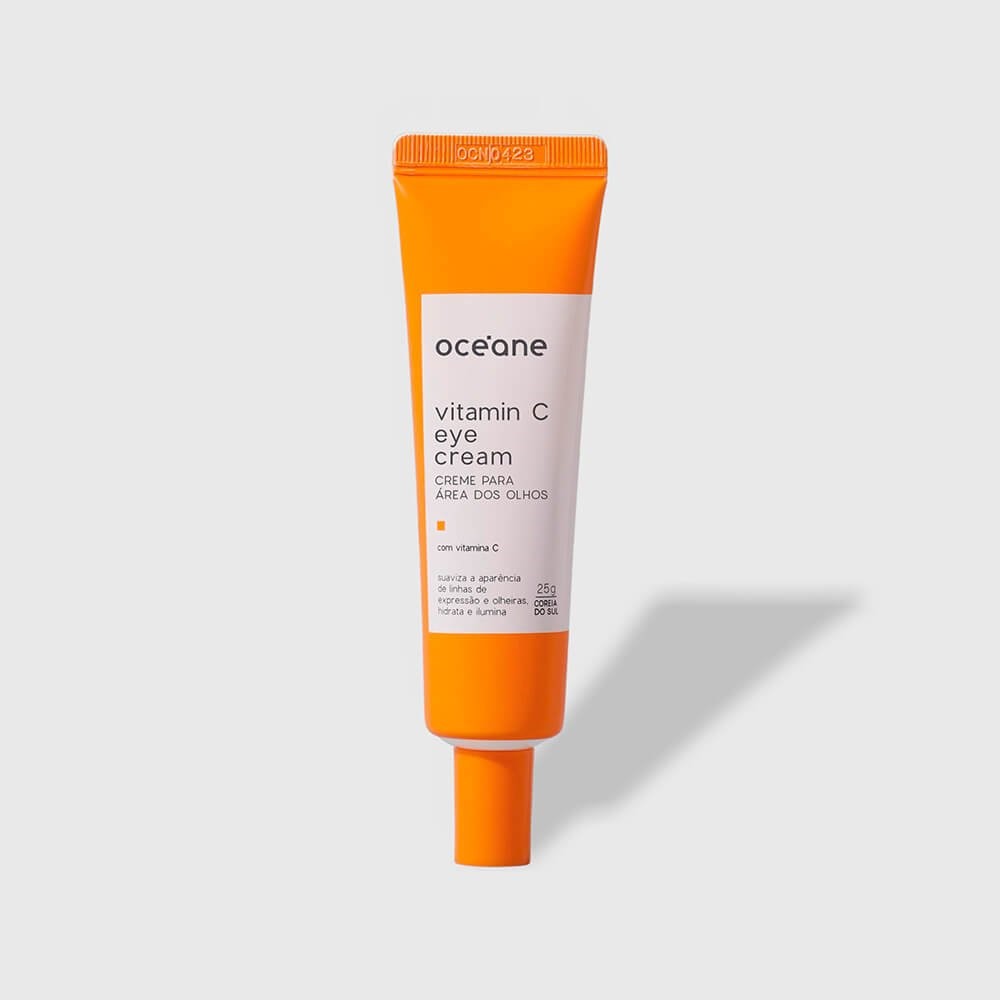 OCN0423
océane
vitamin C
eye
cream
CREME PARA
ÁREA DOS OLHOS
com vitamina C
suaviza a aparência
de linhas de
expressão e olheiras,
hidrata e ilumina
25g
COREIA
DO SUL